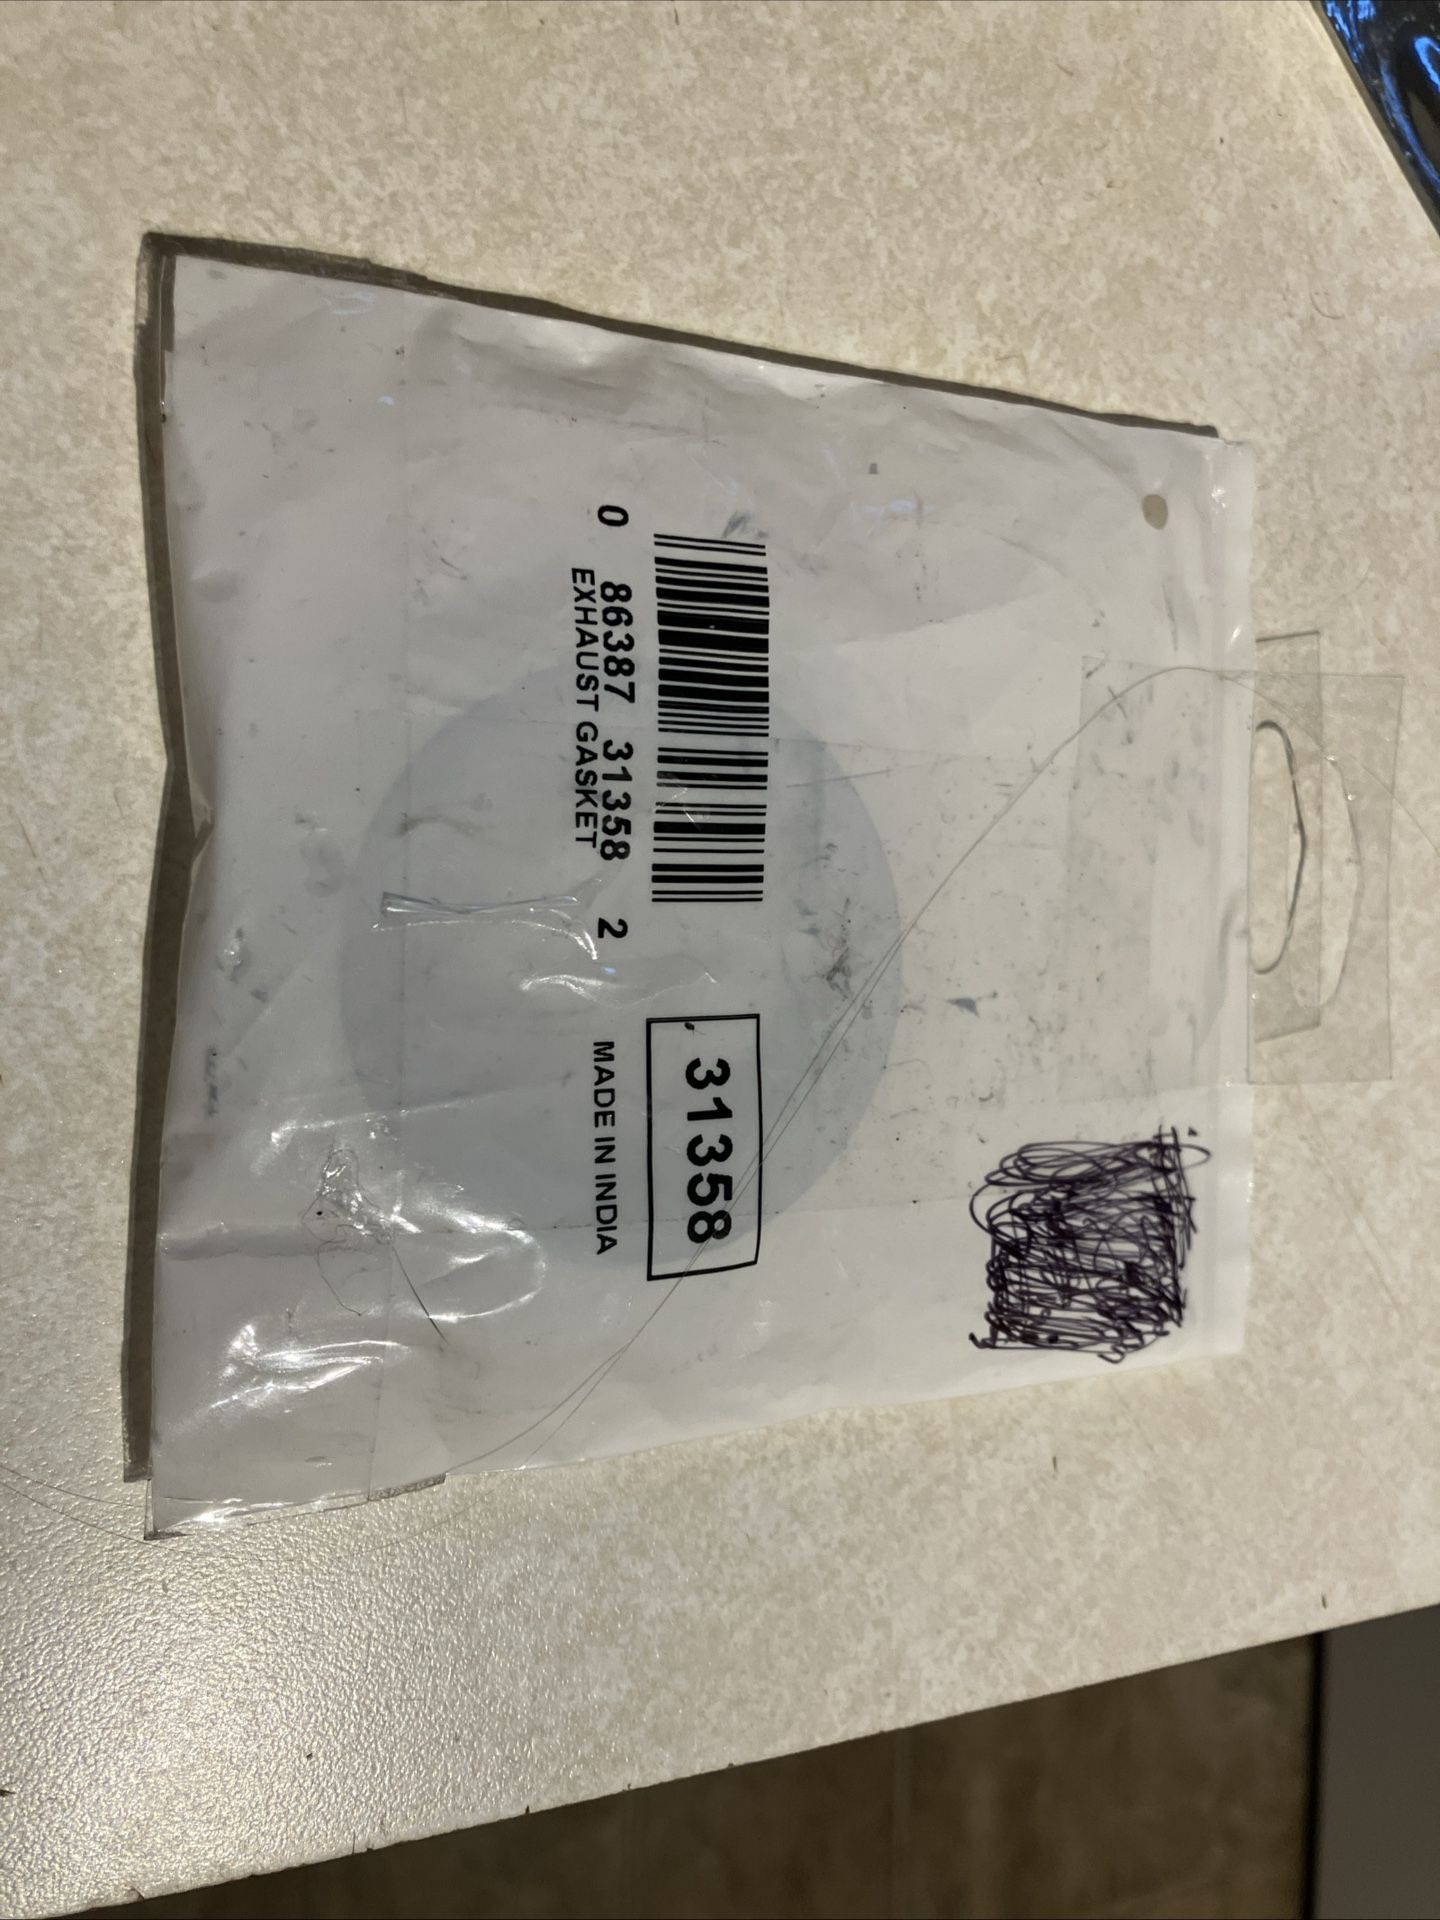 0 86387 31358 2
EXHAUST GASKET
31358
MADE IN INDIA